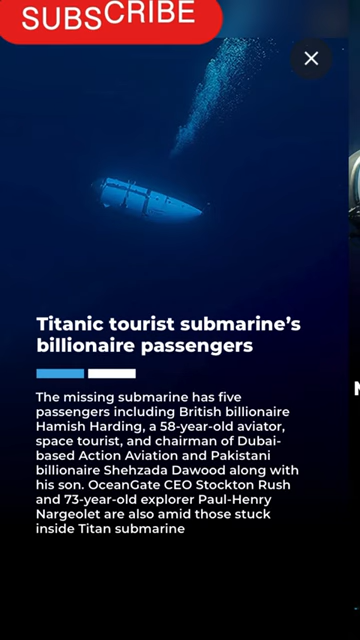 SUBSCRIBE
Titanic tourist submarine's
billionaire passengers
The missing submarine has five
passengers including British billionaire
Hamish Harding, a 58-year-old aviator,
space tourist, and chairman of Dubai-
based Action Aviation and Pakistani
billionaire Shehzada Dawood along with
his son. OceanGate CEO Stockton Rush
and 73-year-old explorer Paul-Henry
Nargeolet are also amid those stuck
inside Titan submarine